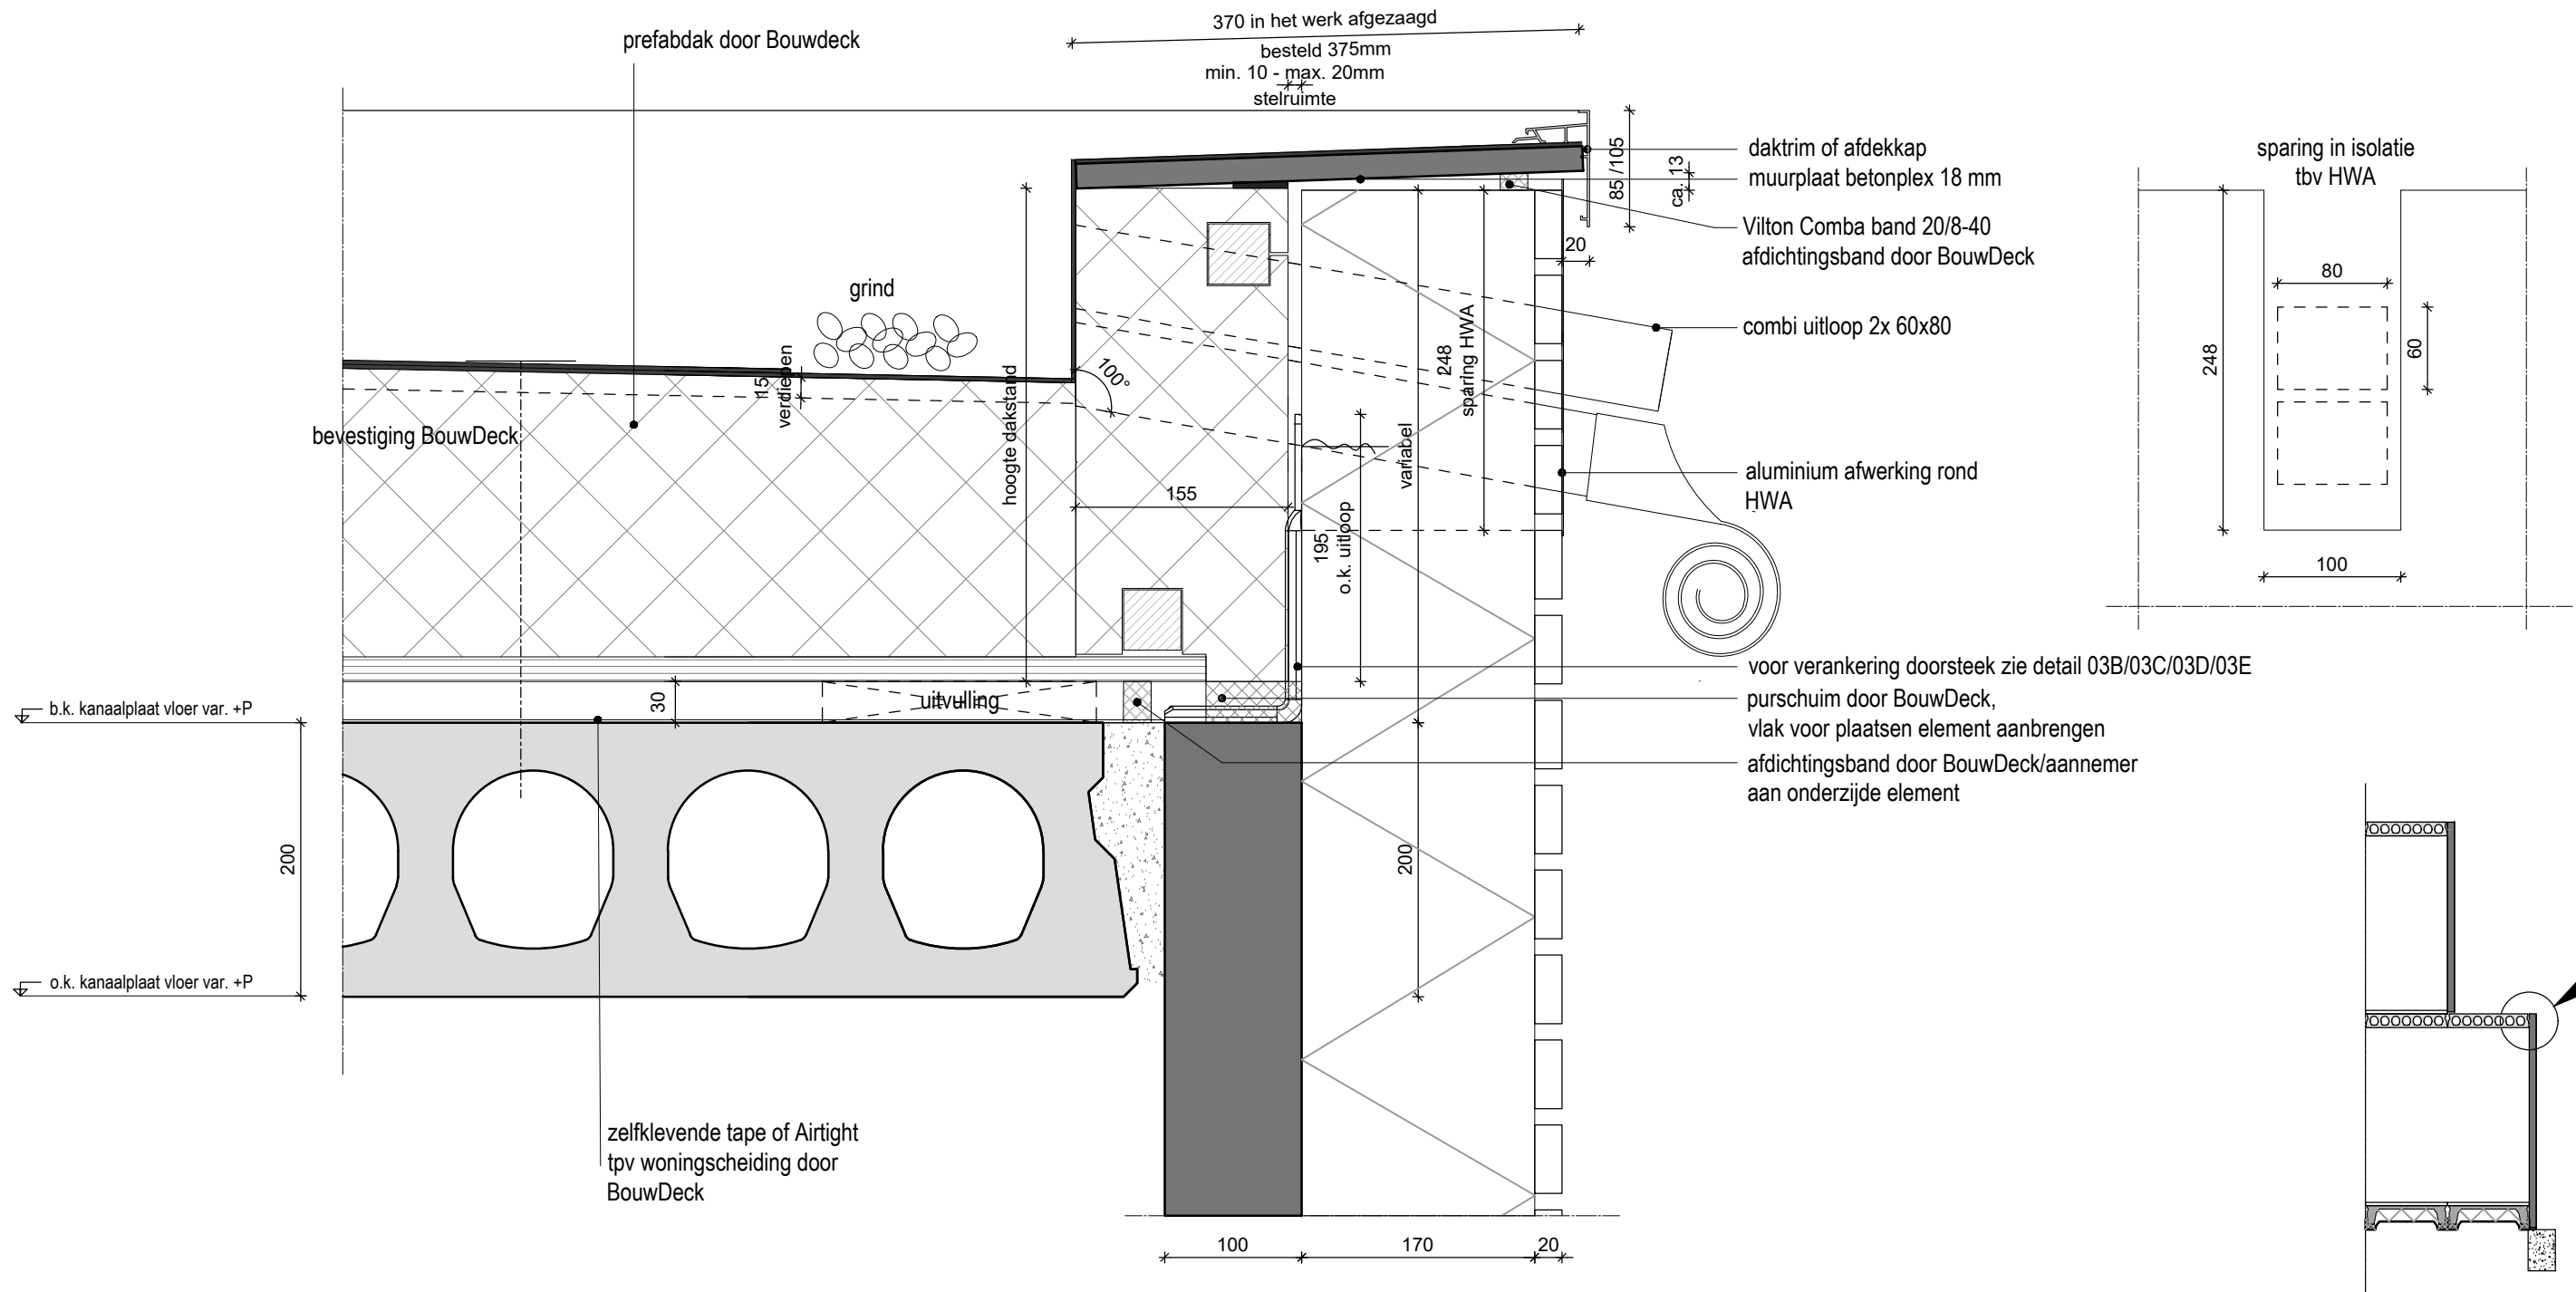 370 in het werk afgezaagd
besteld 375mm
min. 10 - max. 20mm
stelruimte
prefabdak door Bouwdeck
85 /105
ca. 13
20
daktrim of afdekkap
muurplaat betonplex 18 mm
Vilton Comba band 20/8-40
afdichtingsband door BouwDeck
combi uitloop 2x 60x80
aluminium afwerking rond
HWA
sparing in isolatie
tbv HWA
80
60
248
100
grind
15
verdiepen
100°
hoogte dakstand
248
sparing HWA
variabel
bevestiging BouwDeck
155
195
o.k. uitloop
voor verankering doorsteek zie detail 03B/03C/03D/03E
purschuim door BouwDeck,
vlak voor plaatsen element aanbrengen
afdichtingsband door BouwDeck/aannemer
aan onderzijde element
30
uitvulling
b.k. kanaalplaat vloer var. +P
200
200
o.k. kanaalplaat vloer var. +P
zelfklevende tape of Airtight
tpv woningscheiding door
BouwDeck
100
170
20